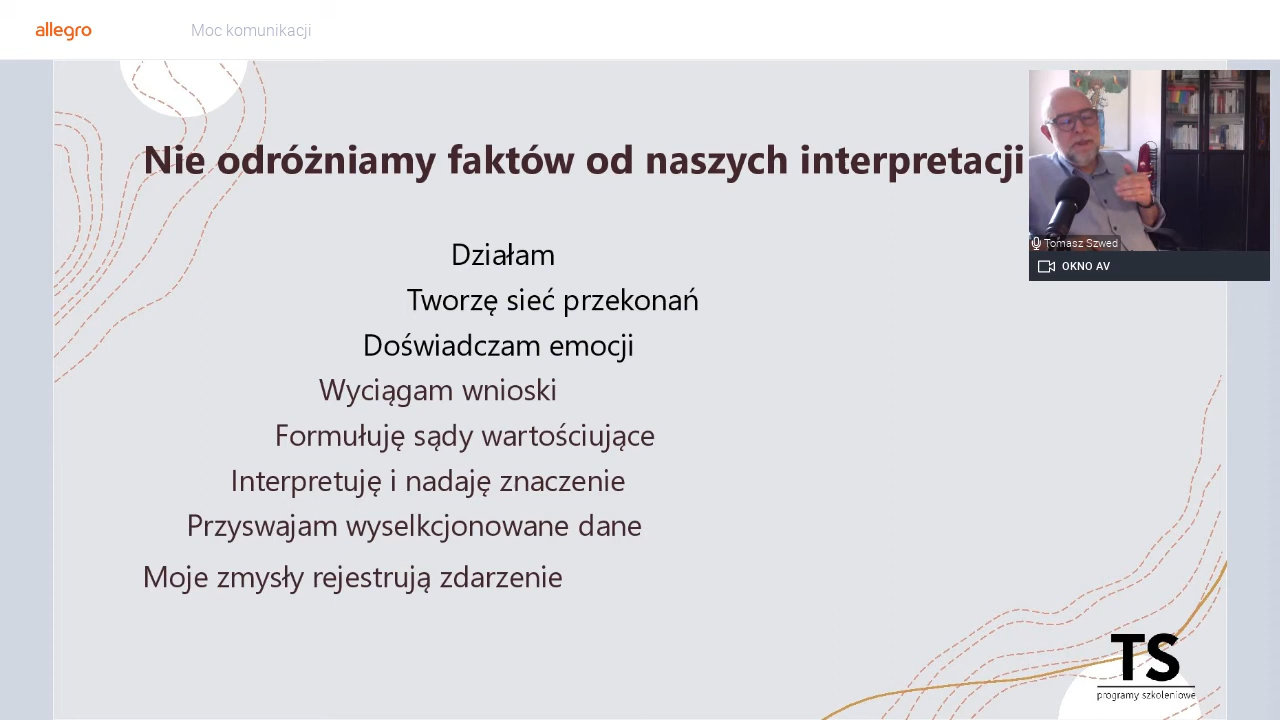 allegro
Moc komunikacji
Nie odróżniamy faktów od naszych interpretacji
Działam
Tworzę sieć przekonań
Doświadczam emocji
Wyciągam wnioski
Formułuję sądy wartościujące
Interpretuję i nadaję znaczenie
Przyswajam wyselkcjonowane dane
Moje zmysły rejestrują zdarzenie
Tomasz Szwed
OKNO AV
TS
programy szkoleniowe